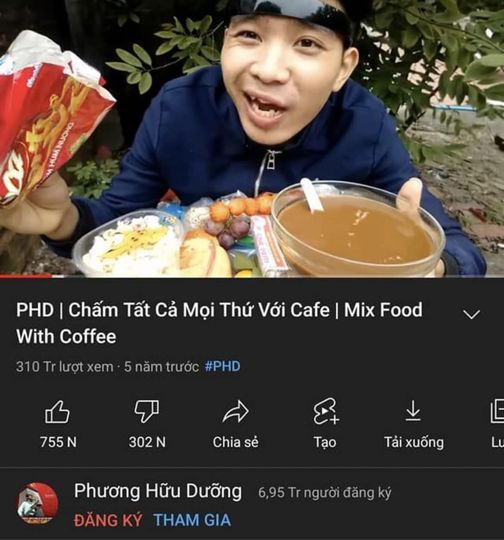 PHD | Chấm Tất Cả Mọi Thứ Với Cafe | Mix Food
With Coffee
310 Tr lượt xem · 5 năm trước #PHD
755 N
302 N
Chia sẻ
Tạo
Tải xuống
Phương Hữu Dưỡng 6,95 Tr người đăng ký
ĐĂNG KÝ THAM GIA